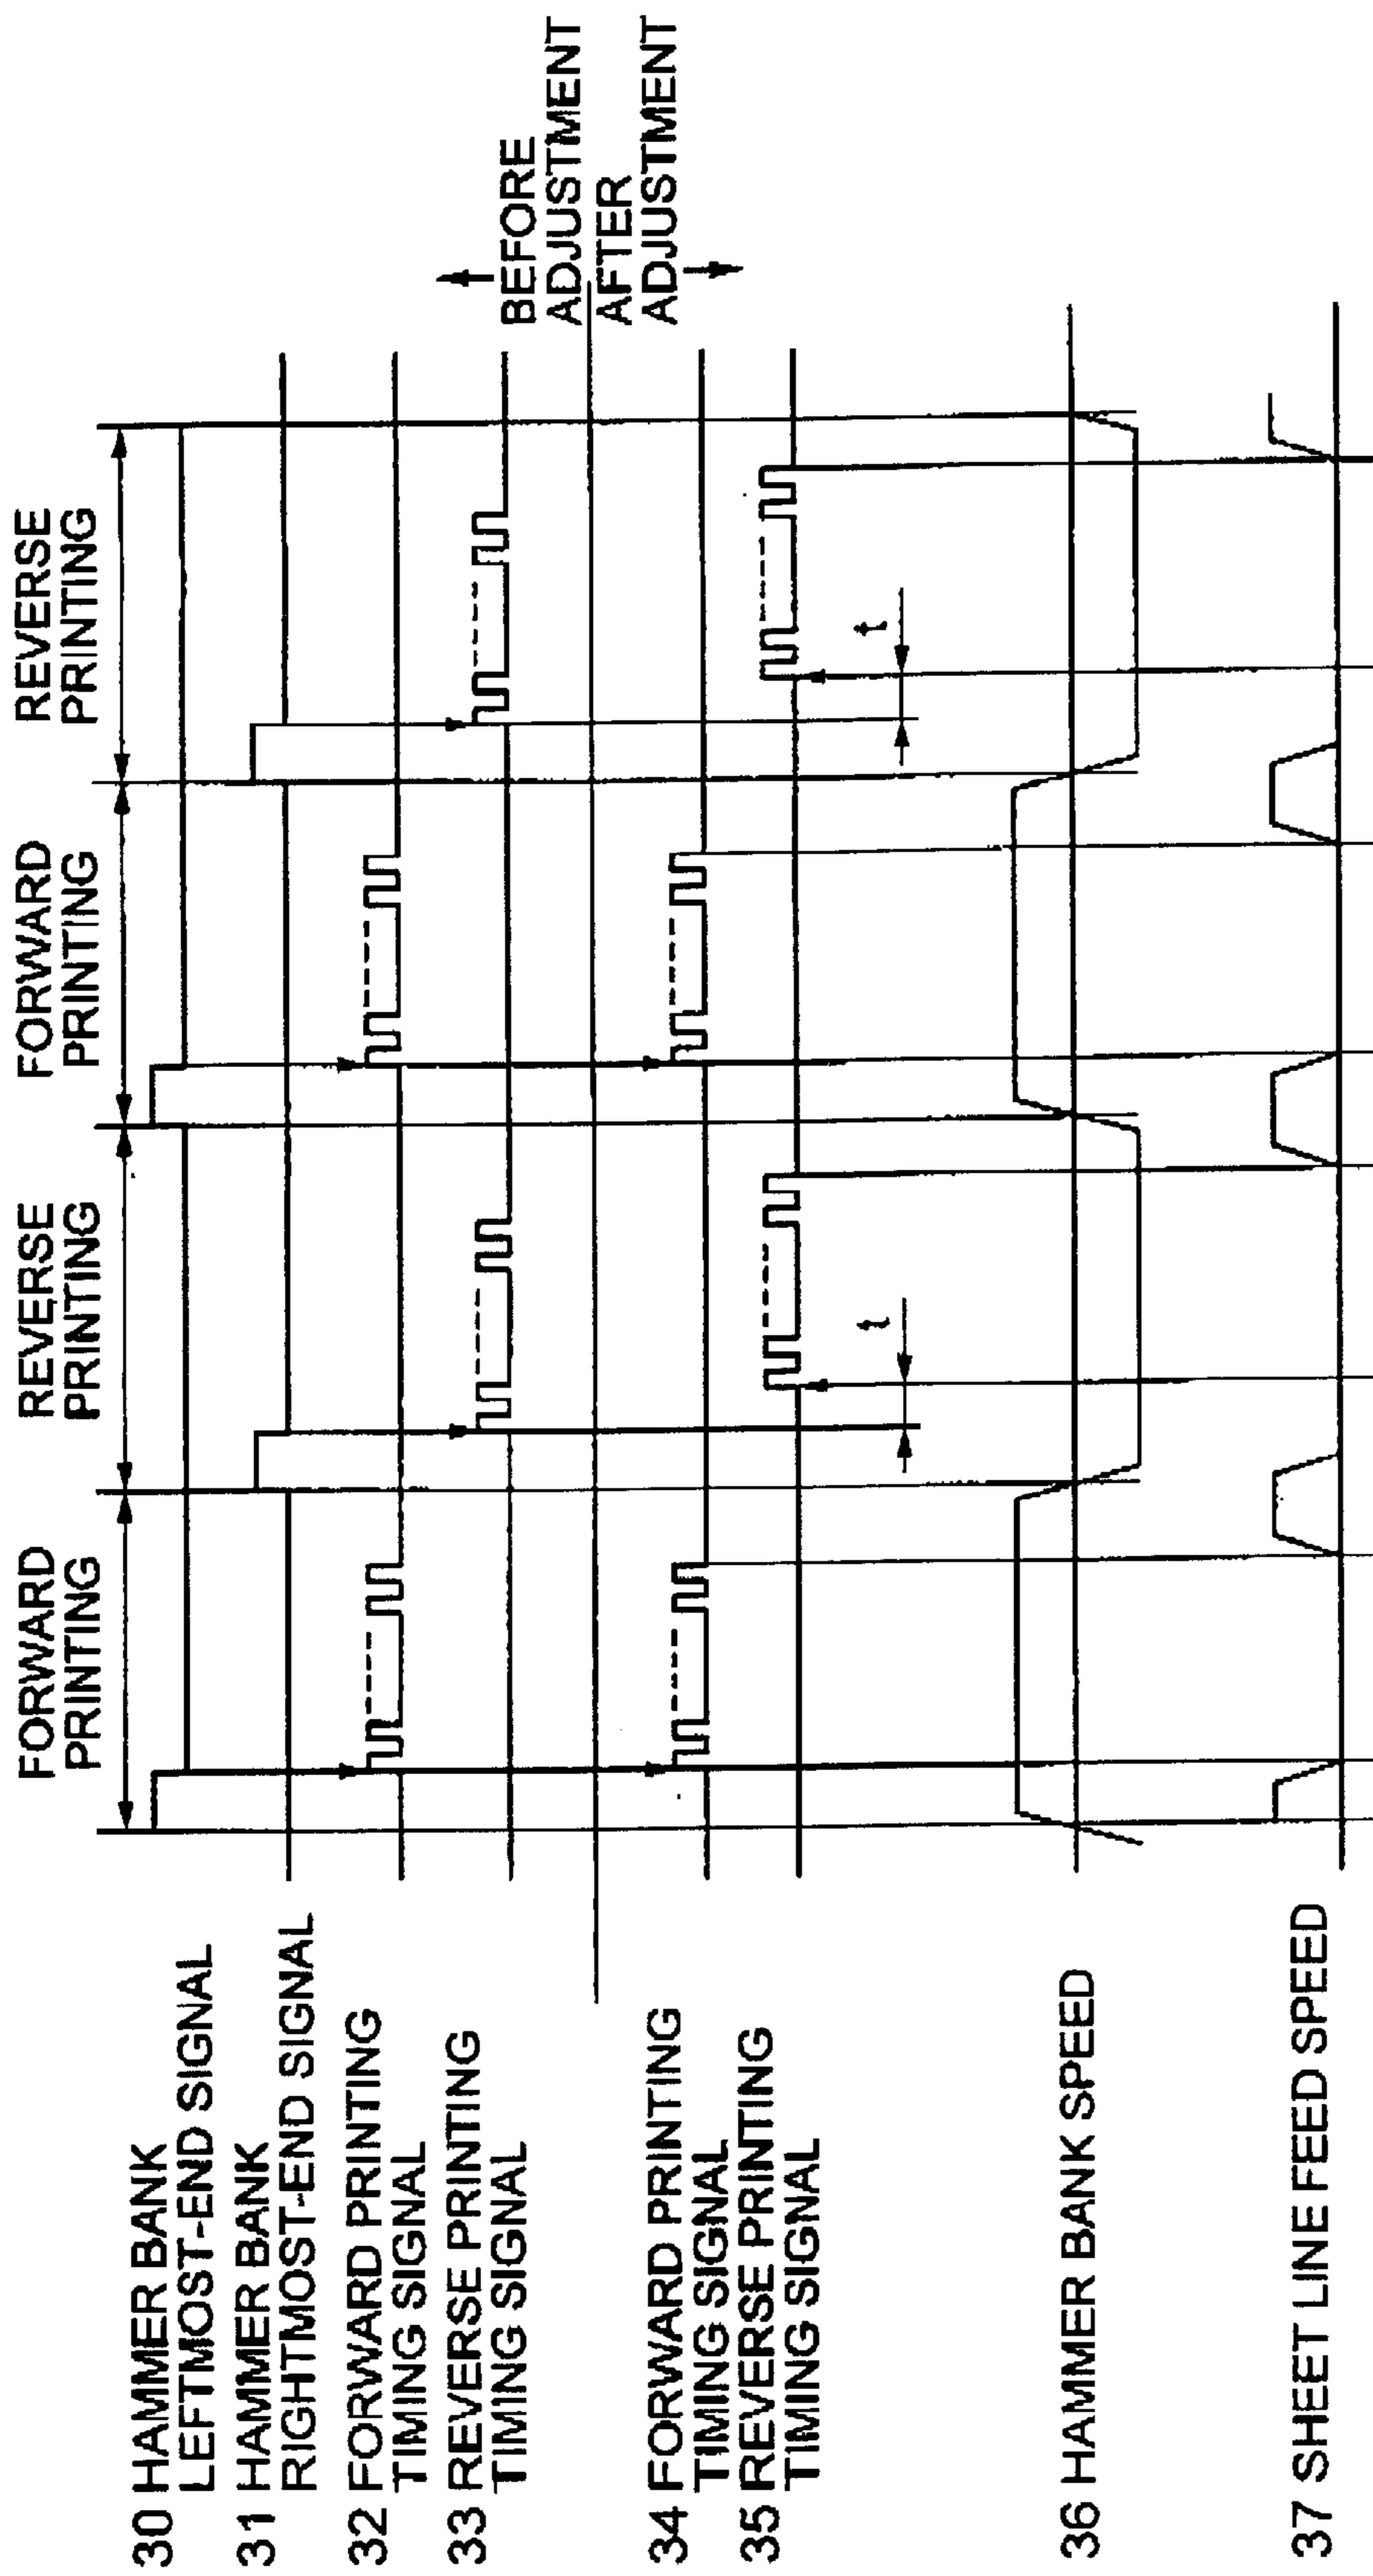 FORWARD
PRINTING
REVERSE
PRINTING
FORWARD
PRINTING
REVERSE
PRINTING
30 HAMMER BANK
LEFTMOST-END SIGNAL
31 HAMMER BANK
RIGHTMOST-END SIGNAL
32 FORWARD PRINTING
TIMING SIGNAL
33 REVERSE PRINTING
TIMING SIGNAL
BEFORE
ADJUSTMENT
AFTER
ADJUSTMENT
34 FORWARD PRINTING
TIMING SIGNAL
35 REVERSE PRINTING
TIMING SIGNAL
t
t
36 HAMMER BANK SPEED
37 SHEET LINE FEED SPEED